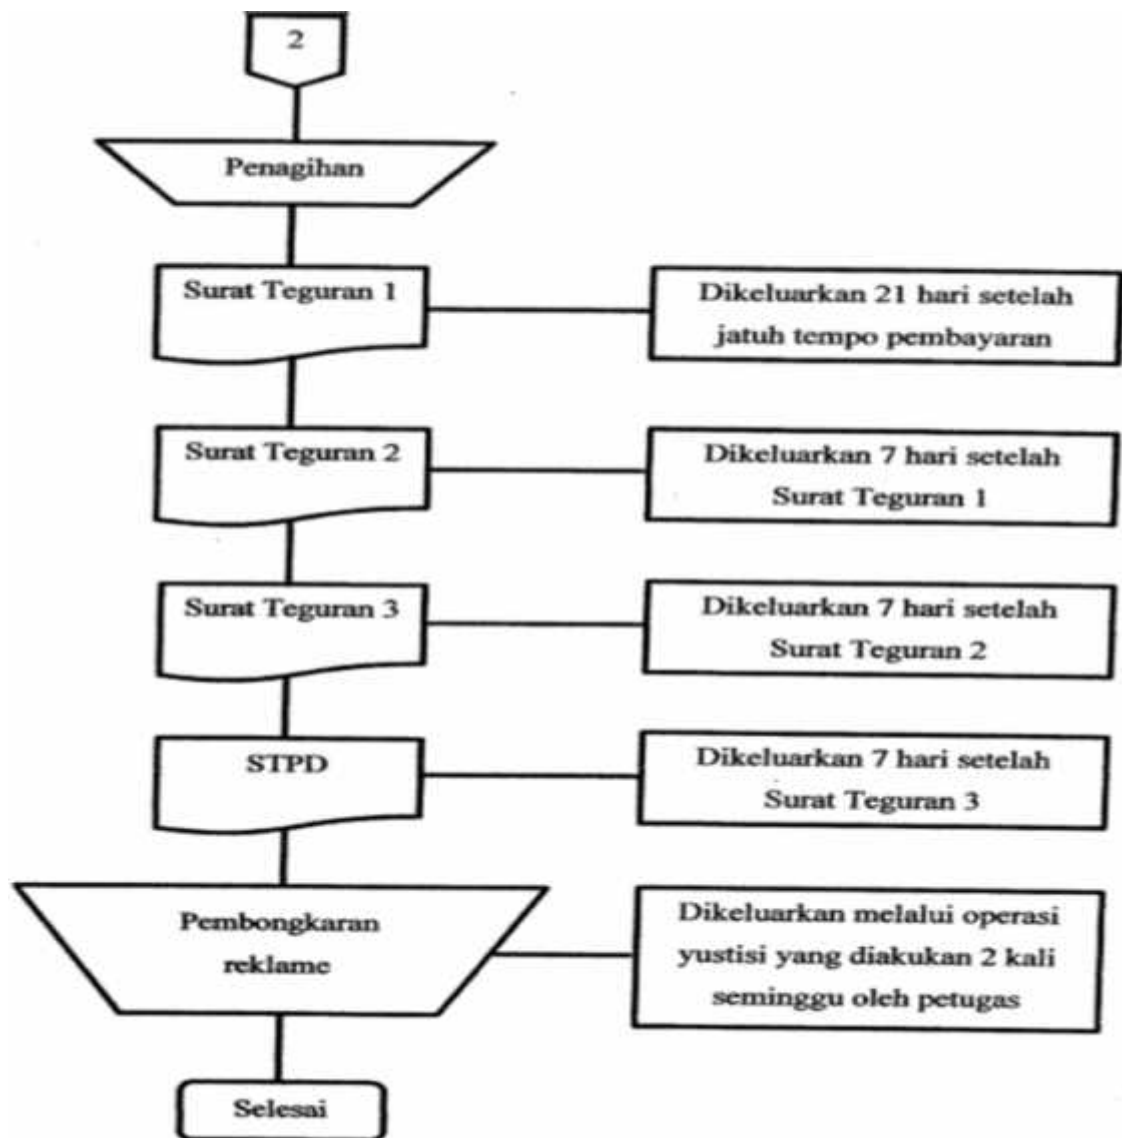 2
Penagihan
Surat Teguran 1
Dikeluarkan 21 hari setelah
jatuh tempo pembayaran
Surat Teguran 2
Dikeluarkan 7 hari setelah
Surat Teguran 1
Surat Teguran 3
Dikeluarkan 7 hari setelah
Surat Teguran 2
STPD
Dikeluarkan 7 hari setelah
Surat Teguran 3
Pembongkaran
reklame
Dikeluarkan melalui operasi
yustisi yang diakukan 2 kali
seminggu oleh petugas
Selesai